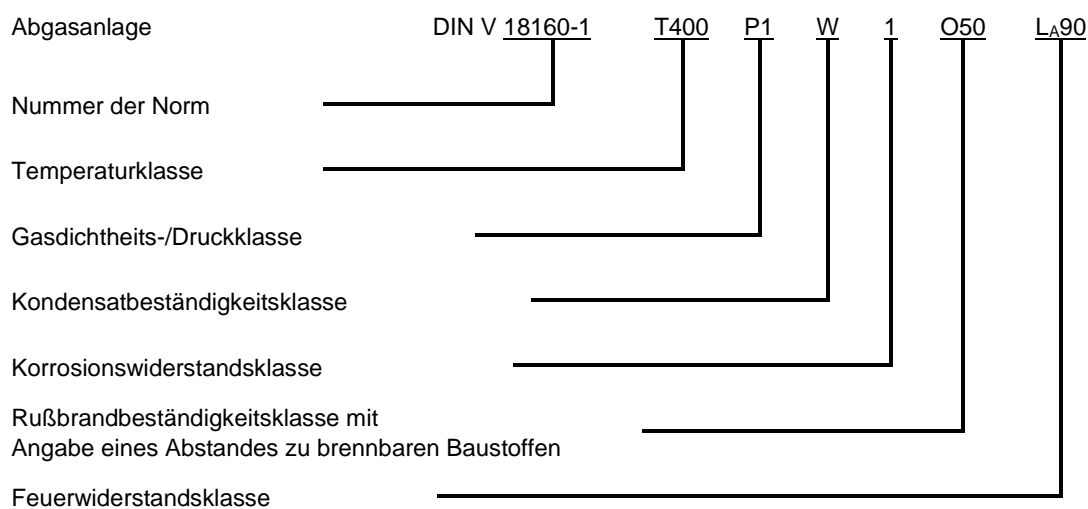 Abgasanlage DIN V 18160-1 T400 P1 W 1 O50 LA90
Nummer der Norm
Temperaturklasse
Gasdichtheits-/Druckklasse
Kondensatbeständigkeitsklasse
Korrosionswiderstandsklasse
Rußbrandbeständigkeitsklasse mit
Angabe eines Abstandes zu brennbaren Baustoffen
Feuerwiderstandsklasse